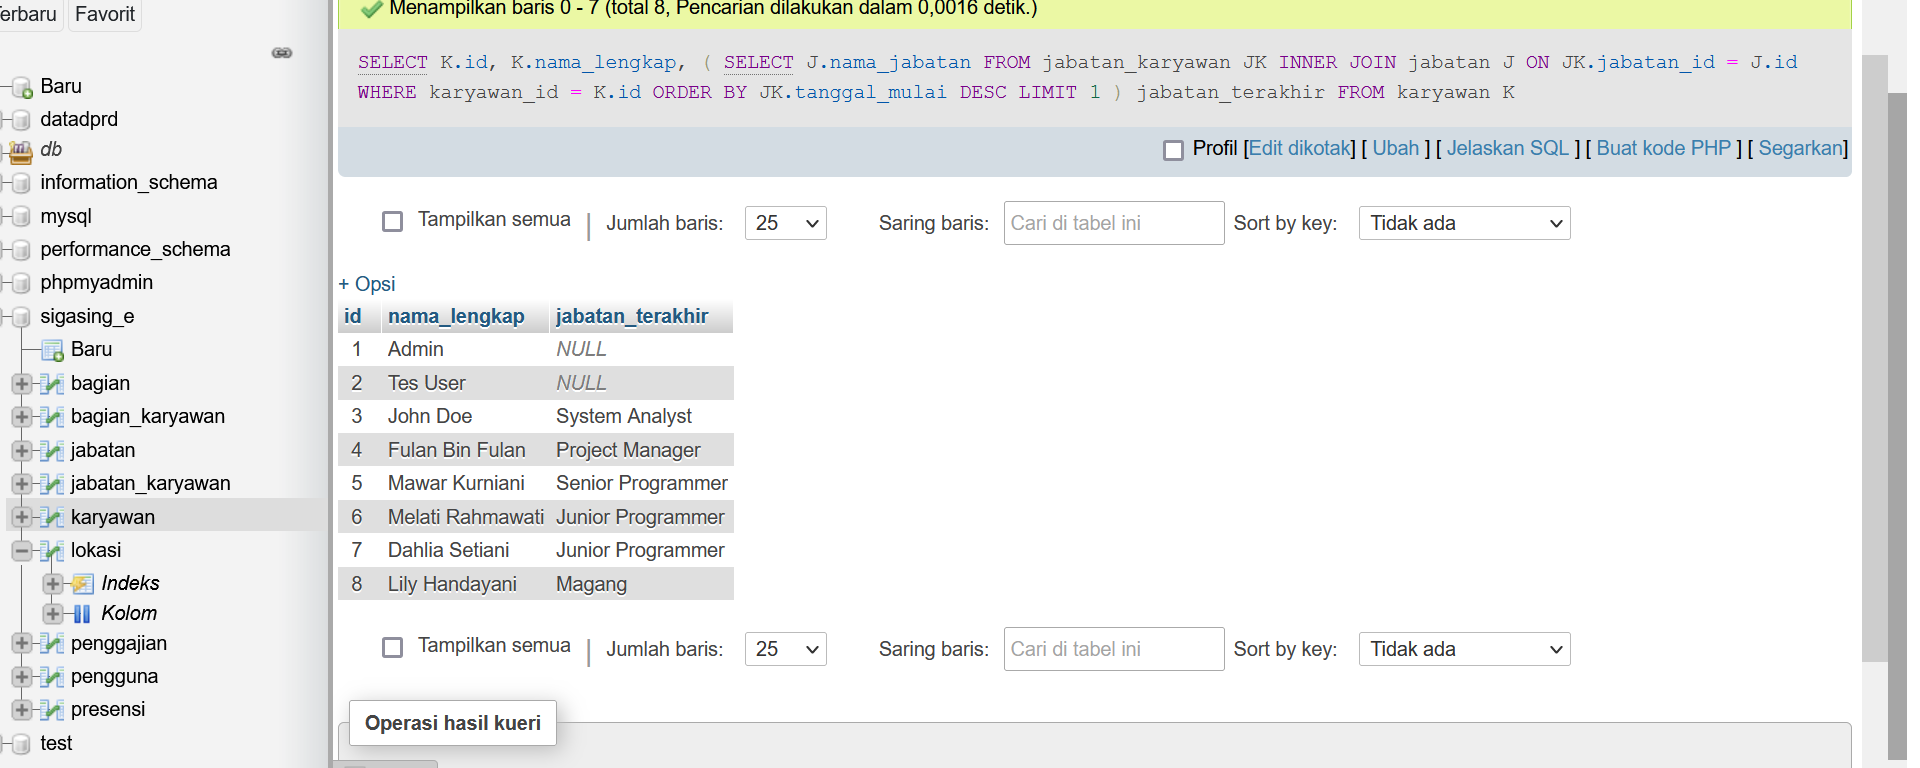 Terbaru Favorit
Baru
datadprd
db
information_schema
mysql
performance_schema
phpmyadmin
sigasing_e
Baru
bagian
bagian_karyawan
jabatan
jabatan_karyawan
karyawan
lokasi
Indeks
Kolom
penggajian
pengguna
presensi
test
Menampilkan baris 0 - 7 (total 8, Pencarian dilakukan dalam 0,0016 detik.)
SELECT K.id, K.nama_lengkap, ( SELECT J.nama_jabatan FROM jabatan_karyawan JK INNER JOIN jabatan J ON JK.jabatan_id = J.id
WHERE karyawan_id = K.id ORDER BY JK.tanggal_mulai DESC LIMIT 1 ) jabatan_terakhir FROM karyawan K
Profil [Edit dikotak] [ Ubah ] [ Jelaskan SQL ] [ Buat kode PHP ] [ Segarkan]
Tampilkan semua | Jumlah baris: 25 Saring baris: Cari di tabel ini Sort by key: Tidak ada
+ Opsi
id nama_lengkap jabatan_terakhir
1 Admin NULL
2 Tes User NULL
3 John Doe System Analyst
4 Fulan Bin Fulan Project Manager
5 Mawar Kurniani Senior Programmer
6 Melati Rahmawati Junior Programmer
7 Dahlia Setiani Junior Programmer
8 Lily Handayani Magang
Tampilkan semua | Jumlah baris: 25 Saring baris: Cari di tabel ini Sort by key: Tidak ada
Operasi hasil kueri